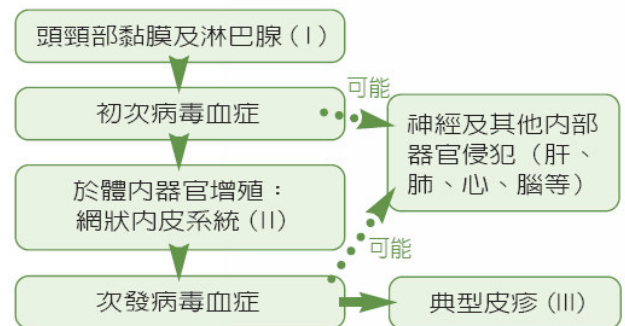 頭頸部黏膜及淋巴腺(I)
可能
初次病毒血症
神經及其他內部
器官侵犯（肝、
肺、心、腦等）
於體內器官增殖：
網狀內皮系統(II)
可能
次發病毒血症
典型皮疹(III)